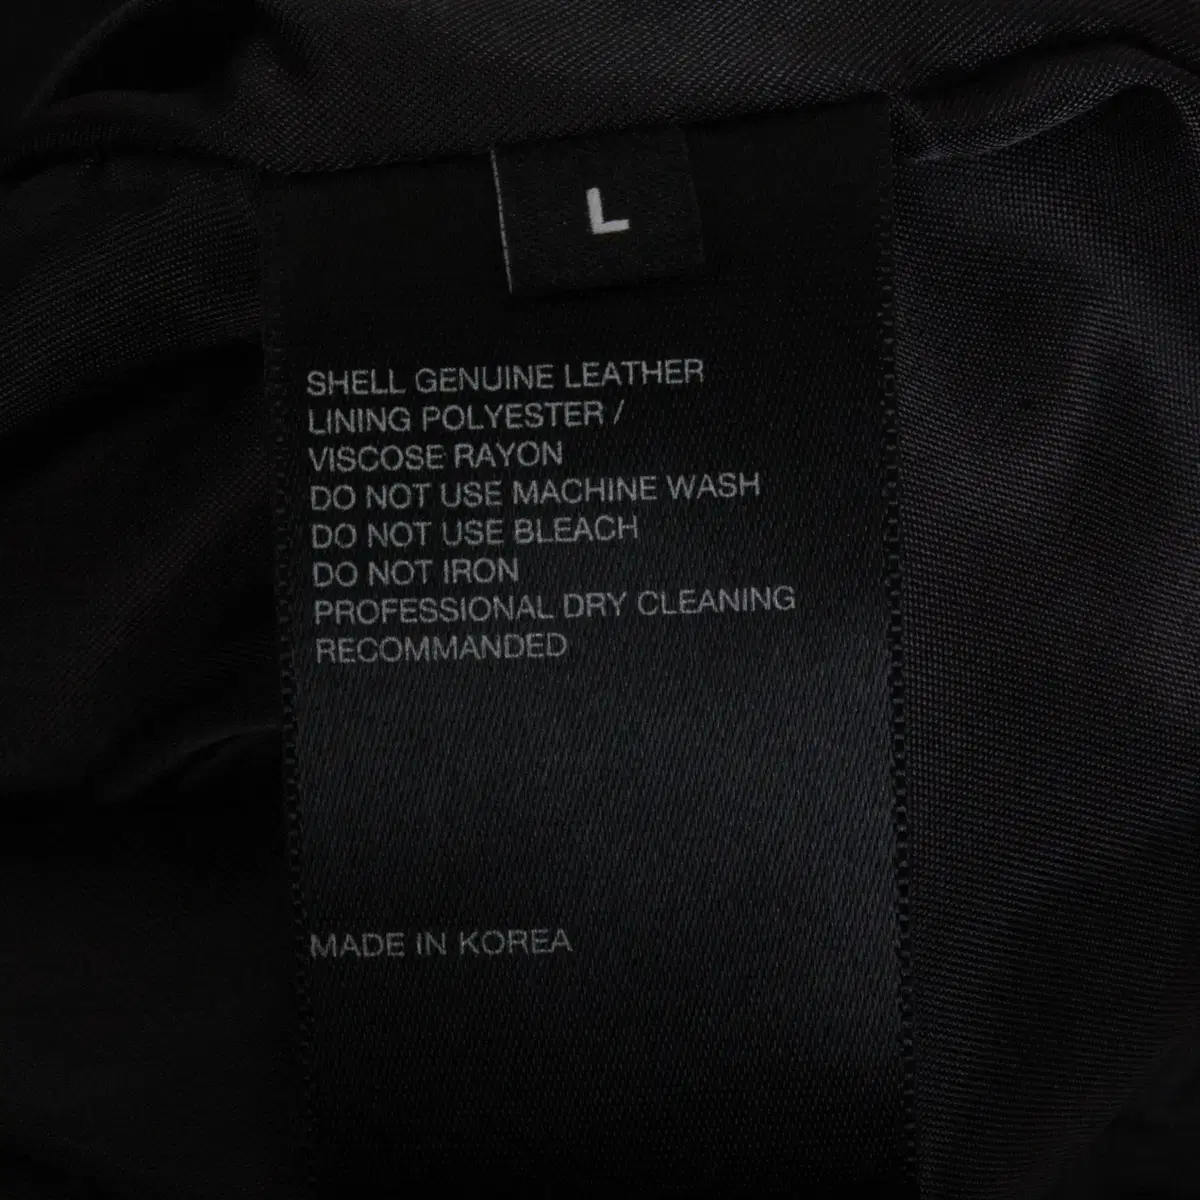 L
SHELL GENUINE LEATHER
LINING POLYESTER /
VISCOSE RAYON
DO NOT USE MACHINE WASH
DO NOT USE BLEACH
DO NOT IRON
PROFESSIONAL DRY CLEANING
RECOMMANDED
MADE IN KOREA